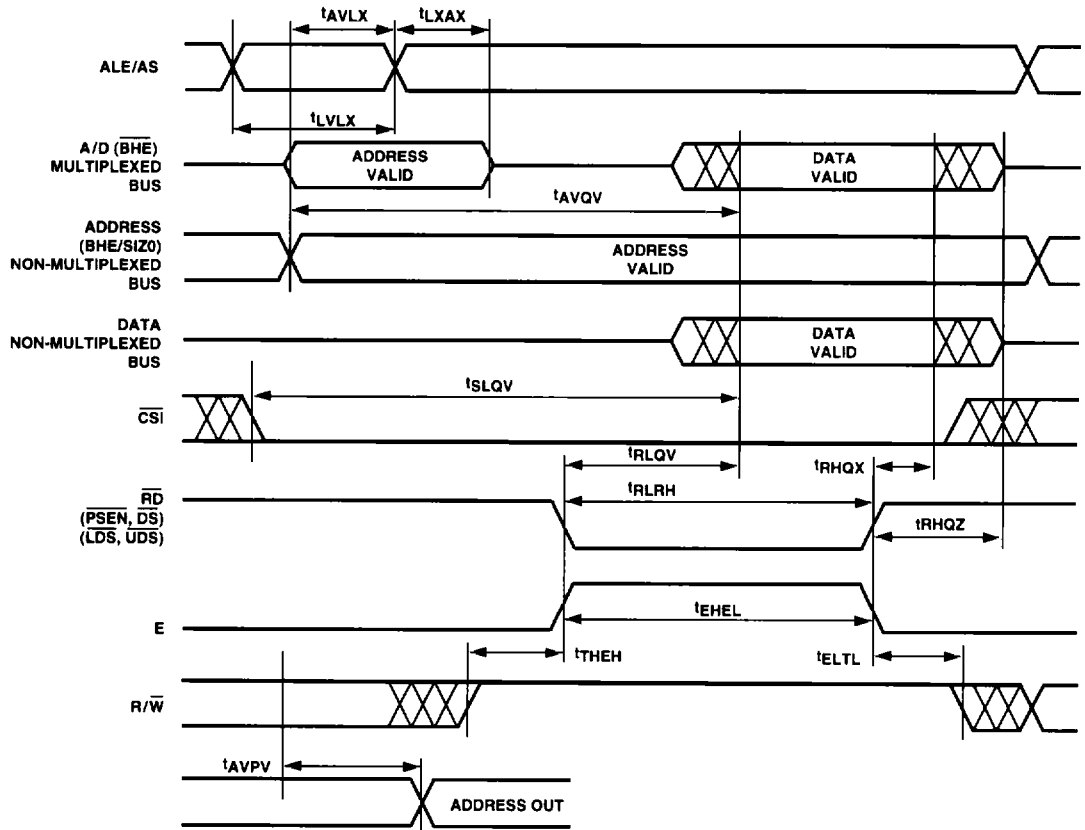 tAVLX
tLXAX
ALE/AS
tLVLX
A/D (BHE)
MULTIPLEXED
BUS
ADDRESS
VALID
DATA
VALID
tAVQV
ADDRESS
(BHE/SIZ0)
NON-MULTIPLEXED
BUS
ADDRESS
VALID
DATA
NON-MULTIPLEXED
BUS
DATA
VALID
tSLQV
CSI
tRLQV
tRHQX
tRLRH
RD
(PSEN, DS)
(LDS, UDS)
tRHQZ
tEHEL
E
tTHEH
tELTL
R/W
tAVPV
ADDRESS OUT